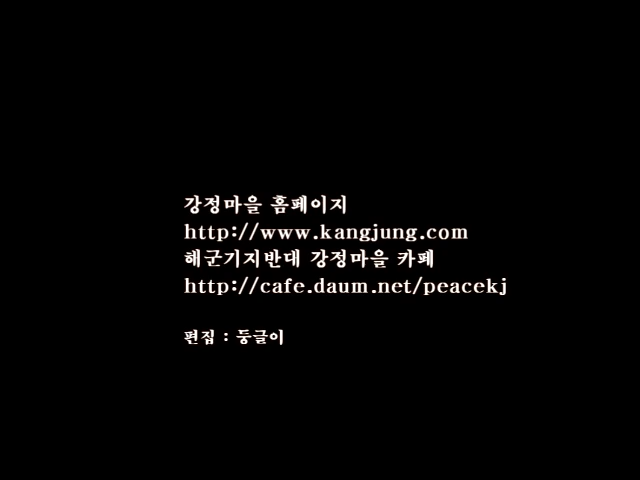 강정마을 홈페이지
http://www.kangjung.com
해군기지반대 강정마을 카페
http://cafe.daum.net/peacekj
편집 : 둥글이